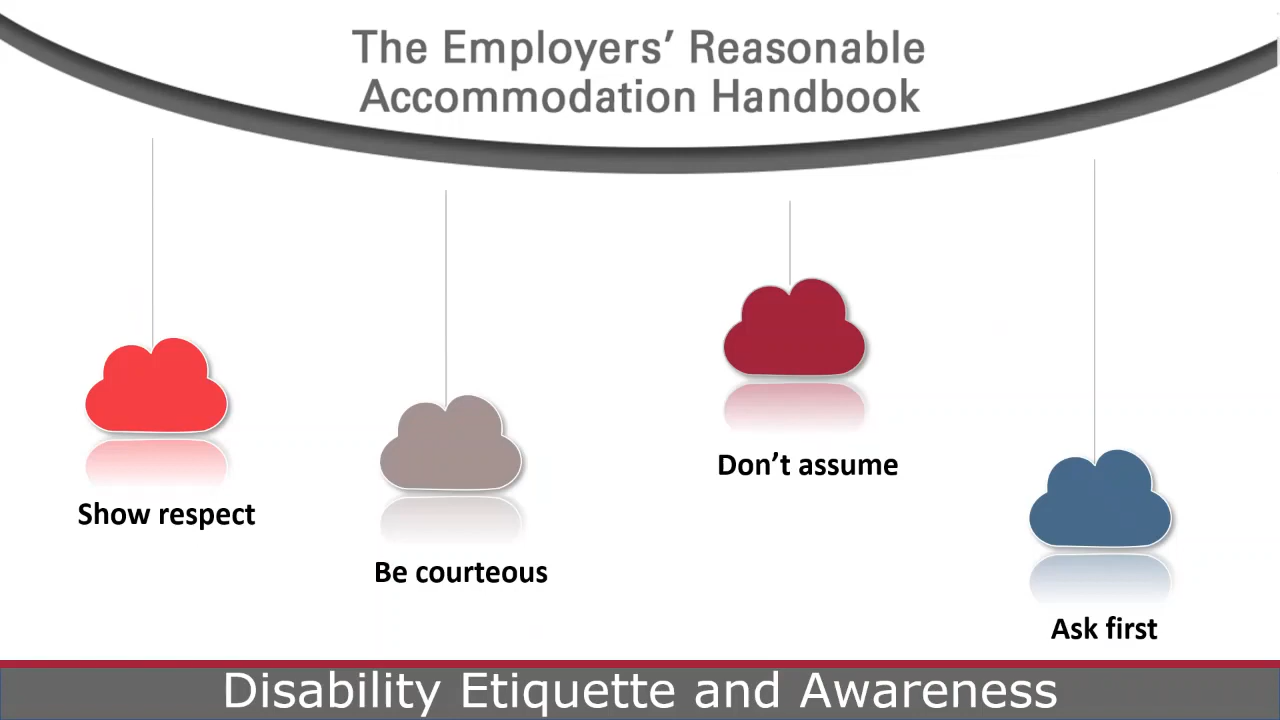 The Employers’ Reasonable
Accommodation Handbook
Show respect
Be courteous
Don’t assume
Ask first
Disability Etiquette and Awareness